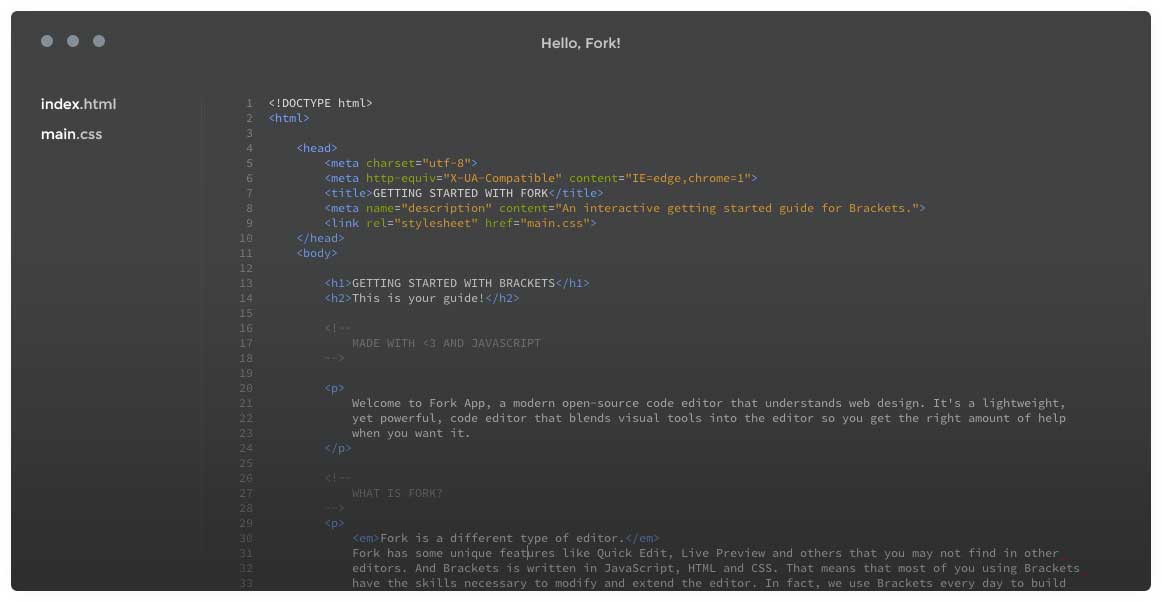 Hello, Fork!
index.html
main.css
1 <!DOCTYPE html>
2 <html>
3
4 <head>
5 <meta charset="utf-8">
6 <meta http-equiv="X-UA-Compatible" content="IE=edge,chrome=1">
7 <title>GETTING STARTED WITH FORK</title>
8 <meta name="description" content="An interactive getting started guide for Brackets.">
9 <link rel="stylesheet" href="main.css">
10 </head>
11 <body>
12
13 <h1>GETTING STARTED WITH BRACKETS</h1>
14 <h2>This is your guide!</h2>
15
16 <!--
17 MADE WITH <3 AND JAVASCRIPT
18 -->
19
20 <p>
21 Welcome to Fork App, a modern open-source code editor that understands web design. It's a lightweight,
22 yet powerful, code editor that blends visual tools into the editor so you get the right amount of help
23 when you want it.
24 </p>
25
26 <!--
27 WHAT IS FORK?
28 -->
29 <p>
30 <em>Fork is a different type of editor.</em>
31 Fork has some unique features like Quick Edit, Live Preview and others that you may not find in other
32 editors. And Brackets is written in JavaScript, HTML and CSS. That means that most of you using Brackets
33 have the skills necessary to modify and extend the editor. In fact, we use Brackets every day to build